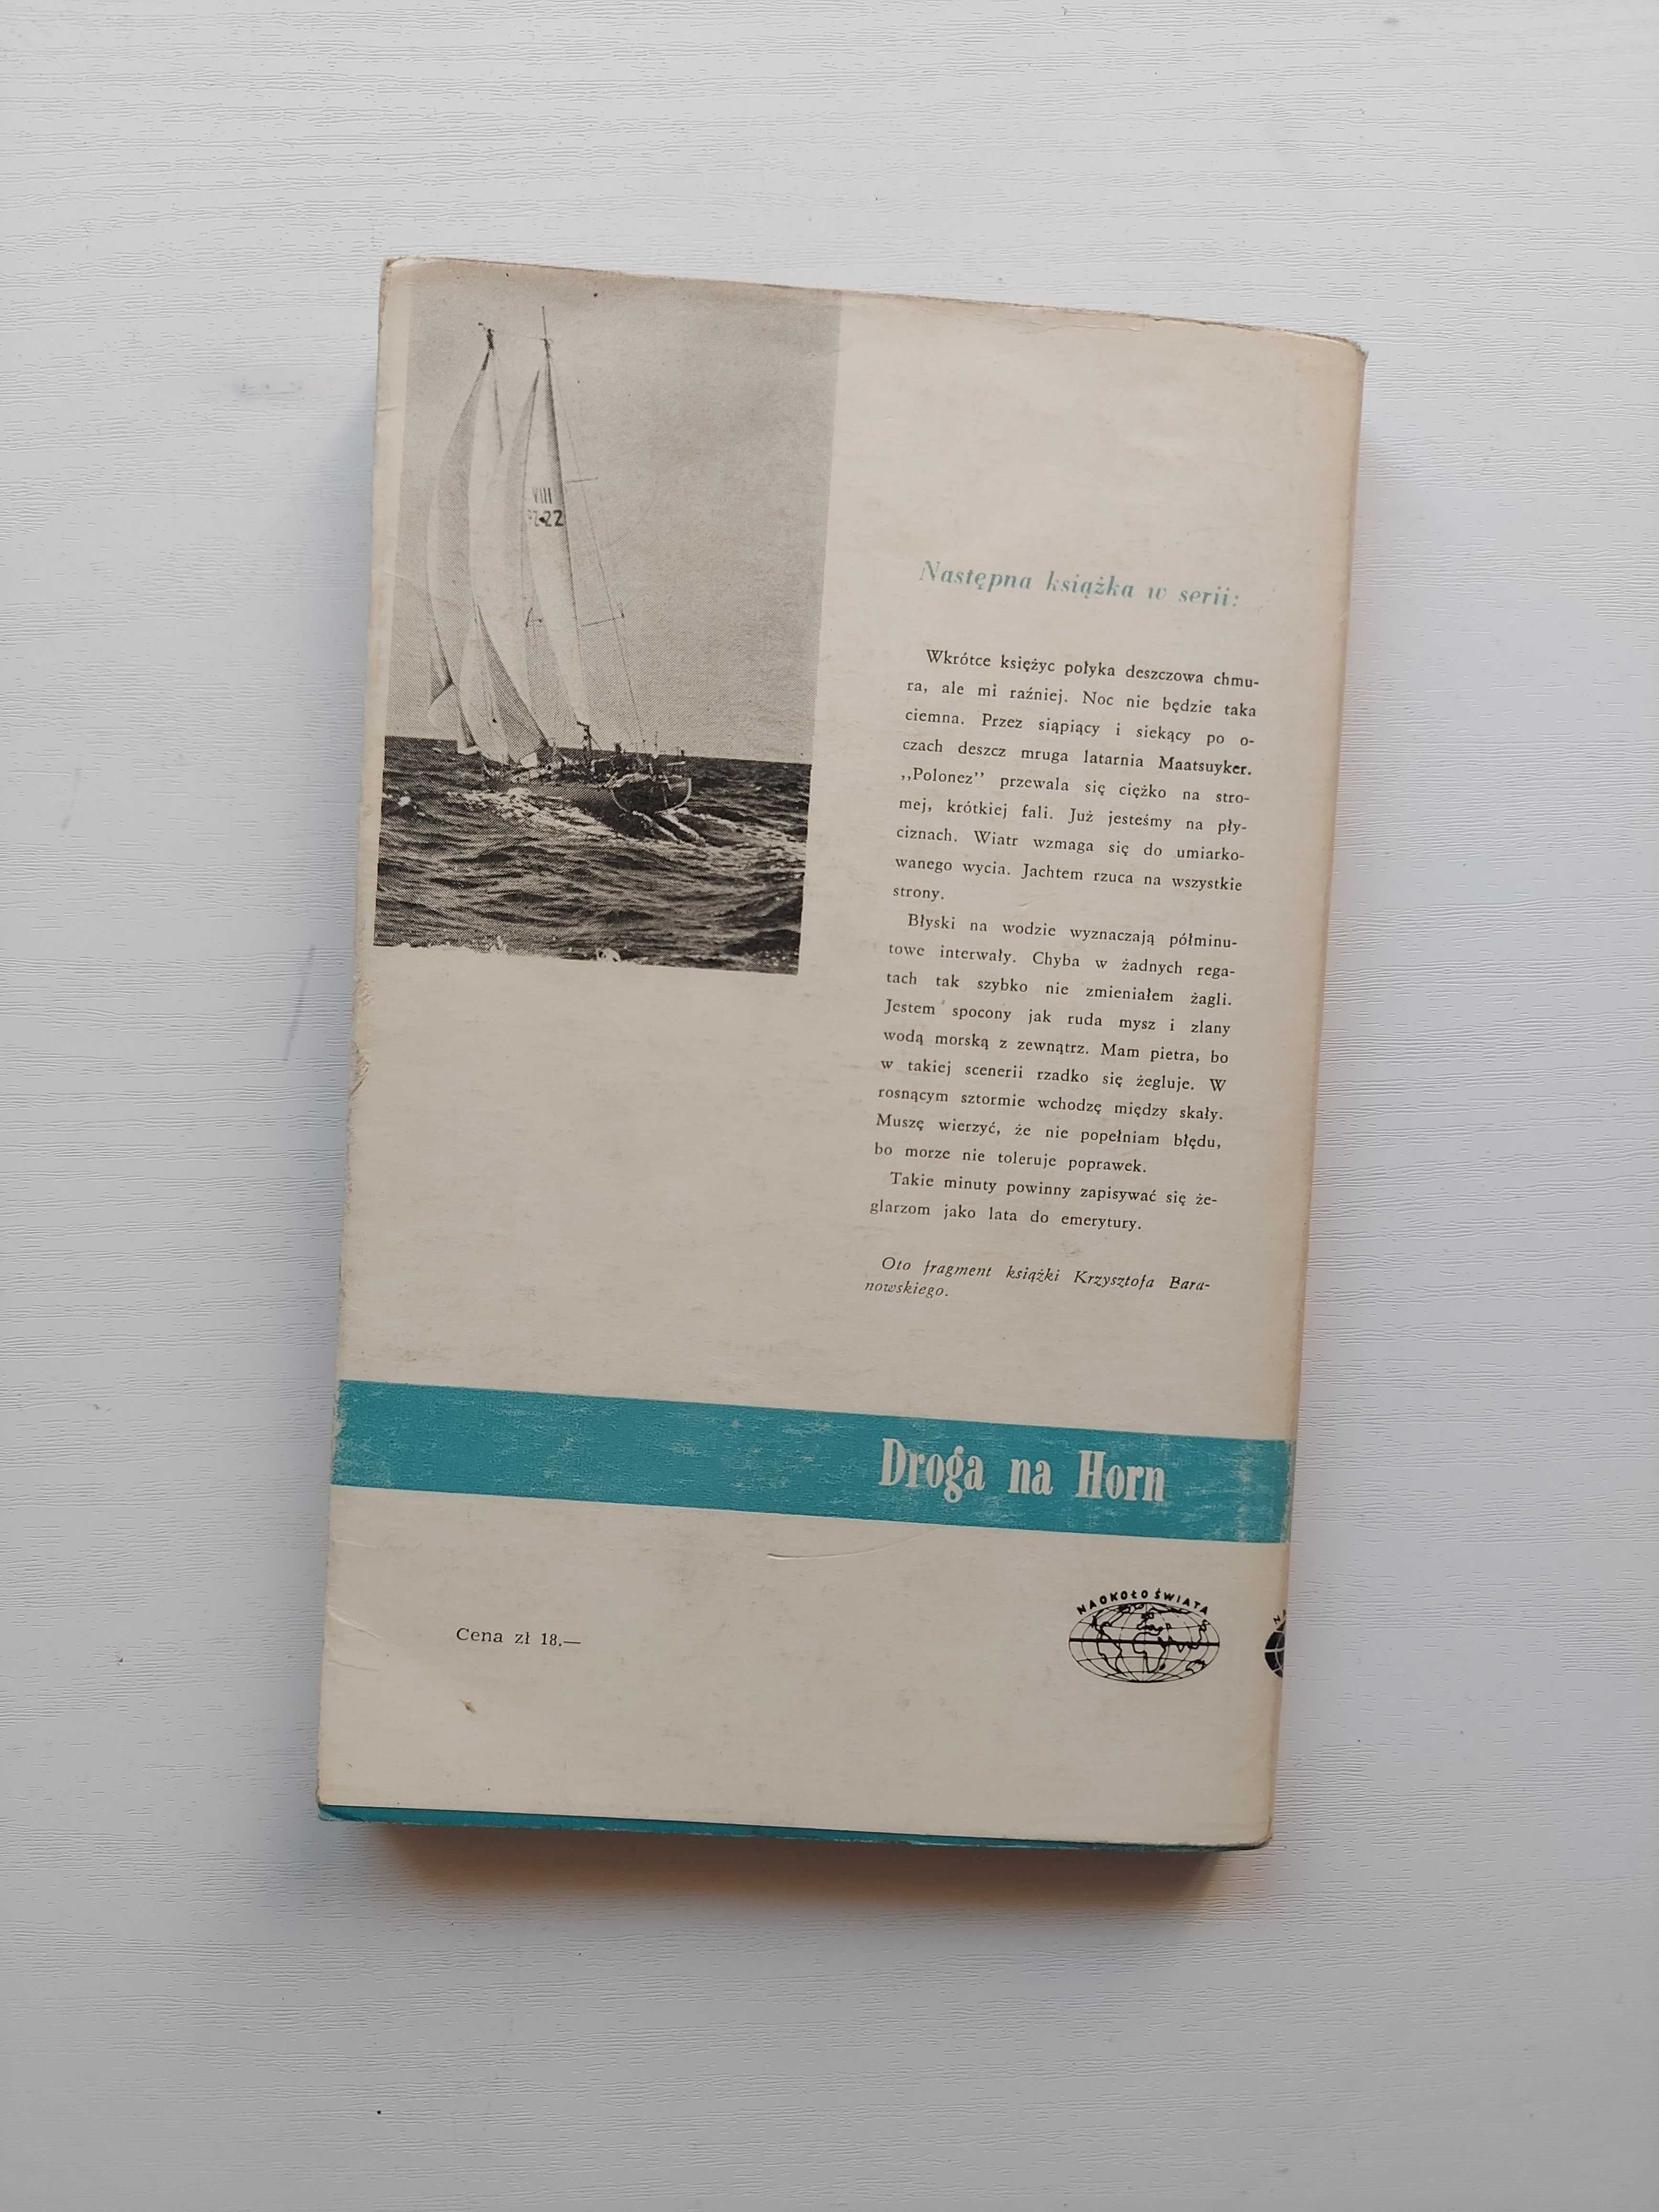 VIII
PZ-22
Następna książka w serii:
Wkrótce księżyc połyka deszczowa chmu-
ra, ale mi raźniej. Noc nie będzie taka
ciemna. Przez siąpiący i siekący po o-
czach deszcz mruga latarnia Maatsuyker.
,,Polonez" przewala się ciężko na stro-
mej, krótkiej fali. Już jesteśmy na pły-
ciznach. Wiatr wzmaga się do umiarko-
wanego wycia. Jachtem rzuca na wszystkie
strony.
Błyski na wodzie wyznaczają półminu-
towe interwały. Chyba w żadnych rega-
tach tak szybko nie zmieniałem żagli.
Jestem spocony jak ruda mysz i zlany
wodą morską z zewnątrz. Mam pietra, bo
w takiej scenerii rzadko się żegluje. W
rosnącym sztormie wchodzę między skały.
Muszę wierzyć, że nie popełniam błędu,
bo morze nie toleruje poprawek.
Takie minuty powinny zapisywać się że-
glarzom jako lata do emerytury.
Oto fragment książki Krzysztofa Bara-
nowskiego.
Droga na Horn
NAOKOŁO ŚWIATA
NA
Cena zł 18.—